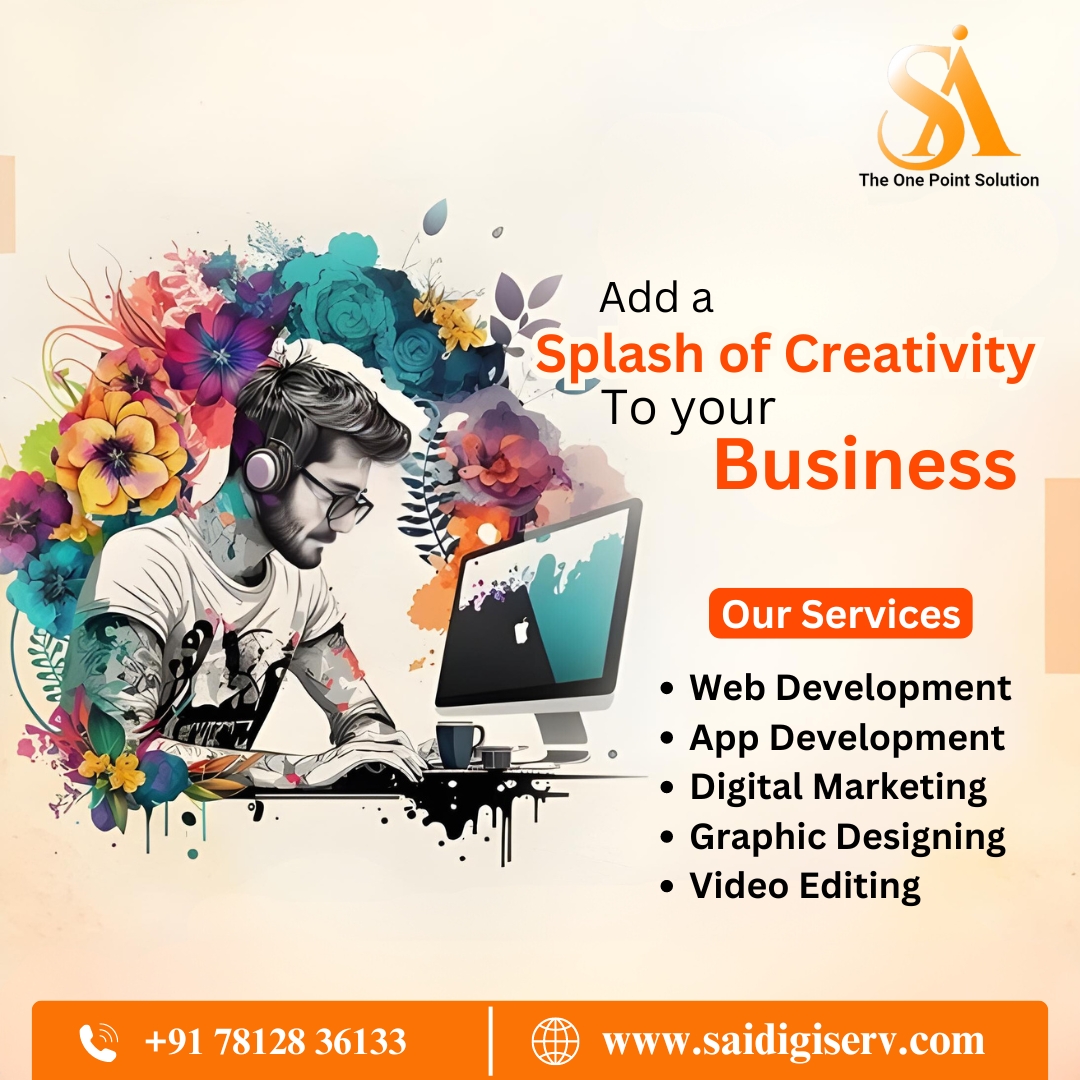 SAi
The One Point Solution
Add a
Splash of Creativity
To your
Business
Our Services
• Web Development
• App Development
• Digital Marketing
• Graphic Designing
• Video Editing
+91 78128 36133
www.saidigiserv.com